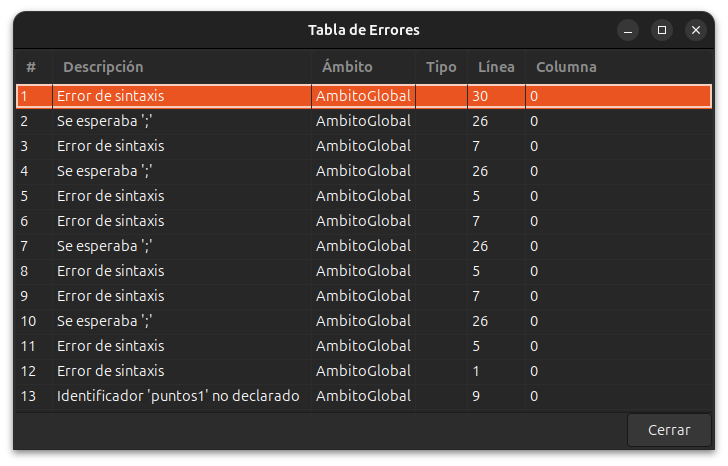 Tabla de Errores
# Descripción Ámbito Tipo Línea Columna
1 Error de sintaxis AmbitoGlobal 30 0
2 Se esperaba ';' AmbitoGlobal 26 0
3 Error de sintaxis AmbitoGlobal 7 0
4 Se esperaba ';' AmbitoGlobal 26 0
5 Error de sintaxis AmbitoGlobal 5 0
6 Error de sintaxis AmbitoGlobal 7 0
7 Se esperaba ';' AmbitoGlobal 26 0
8 Error de sintaxis AmbitoGlobal 5 0
9 Error de sintaxis AmbitoGlobal 7 0
10 Se esperaba ';' AmbitoGlobal 26 0
11 Error de sintaxis AmbitoGlobal 5 0
12 Error de sintaxis AmbitoGlobal 1 0
13 Identificador 'puntos1' no declarado AmbitoGlobal 9 0
Cerrar